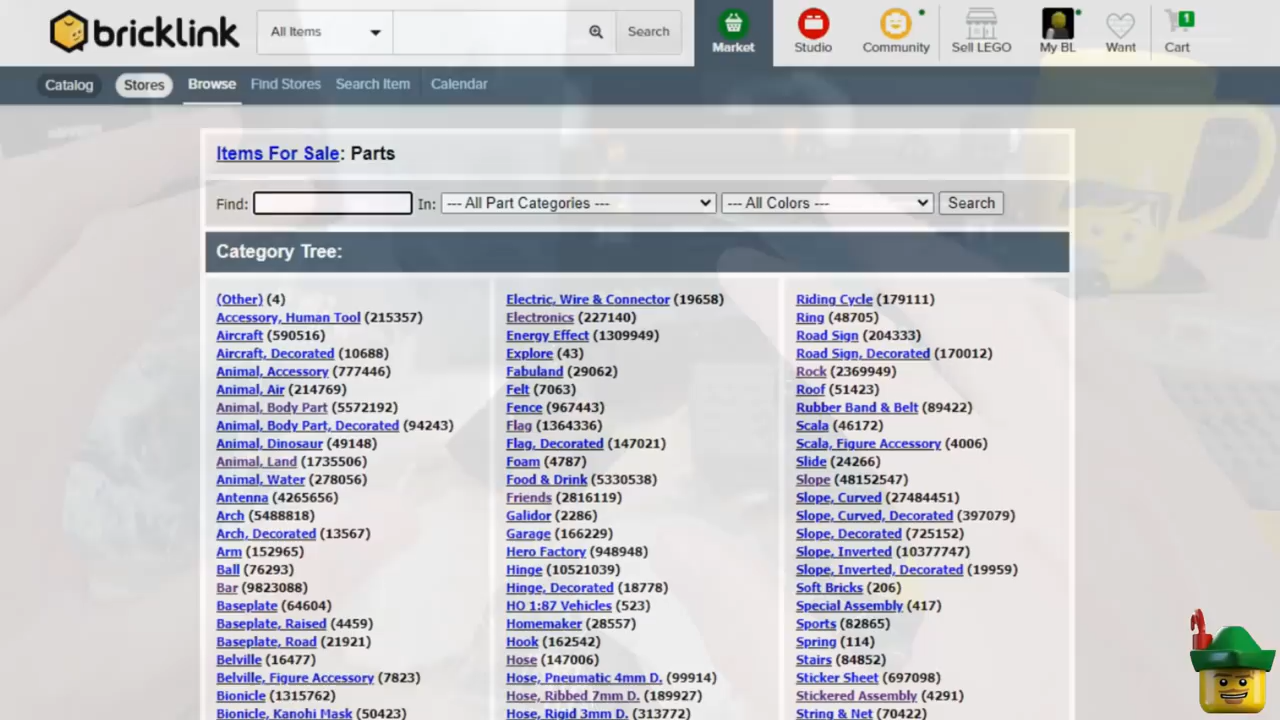 bricklink
All Items
Search
Market
Studio
Community
Sell LEGO
My BL
Want
1
Cart
Catalog
Stores
Browse
Find Stores
Search Item
Calendar
Items For Sale: Parts
Find:
In:
--- All Part Categories ---
--- All Colors ---
Search
Category Tree:
(Other) (4)
Accessory, Human Tool (215357)
Aircraft (590516)
Aircraft, Decorated (10688)
Animal, Accessory (777446)
Animal, Air (214769)
Animal, Body Part (5572192)
Animal, Body Part, Decorated (94243)
Animal, Dinosaur (49148)
Animal, Land (1735506)
Animal, Water (278056)
Antenna (4265656)
Arch (5488818)
Arch, Decorated (13567)
Arm (152965)
Ball (76293)
Bar (9823088)
Baseplate (64604)
Baseplate, Raised (4459)
Baseplate, Road (21921)
Belville (16477)
Belville, Figure Accessory (7823)
Bionicle (1315762)
Bionicle, Kanohi Mask (50423)
Electric, Wire & Connector (19658)
Electronics (227140)
Energy Effect (1309949)
Explore (43)
Fabuland (29062)
Felt (7063)
Fence (967443)
Flag (1364336)
Flag, Decorated (147021)
Foam (4787)
Food & Drink (5330538)
Friends (2816119)
Galidor (2286)
Garage (166229)
Hero Factory (948948)
Hinge (10521039)
Hinge, Decorated (18778)
HO 1:87 Vehicles (523)
Homemaker (28557)
Hook (162542)
Hose (147006)
Hose, Pneumatic 4mm D. (99914)
Hose, Ribbed 7mm D. (189927)
Hose, Rigid 3mm D. (313772)
Riding Cycle (179111)
Ring (48705)
Road Sign (204333)
Road Sign, Decorated (170012)
Rock (2369949)
Roof (51423)
Rubber Band & Belt (89422)
Scala (46172)
Scala, Figure Accessory (4006)
Slide (24266)
Slope (48152547)
Slope, Curved (27484451)
Slope, Curved, Decorated (397079)
Slope, Decorated (725152)
Slope, Inverted (10377747)
Slope, Inverted, Decorated (19959)
Soft Bricks (206)
Special Assembly (417)
Sports (82865)
Spring (114)
Stairs (84852)
Sticker Sheet (697098)
Stickered Assembly (4291)
String & Net (70422)